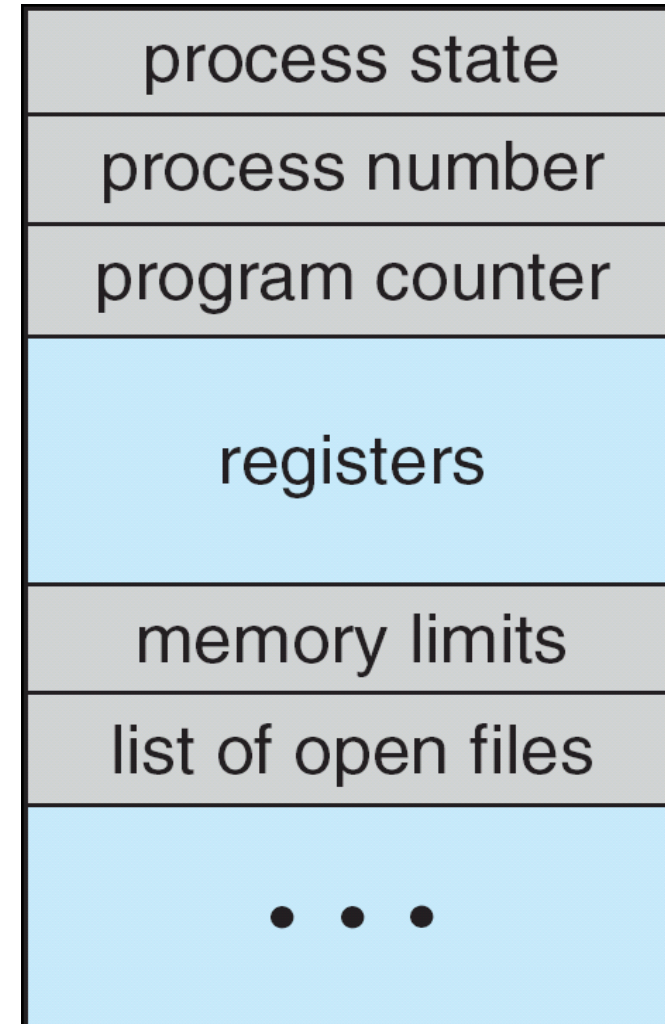 process state
process number
program counter
registers
memory limits
list of open files
• • •